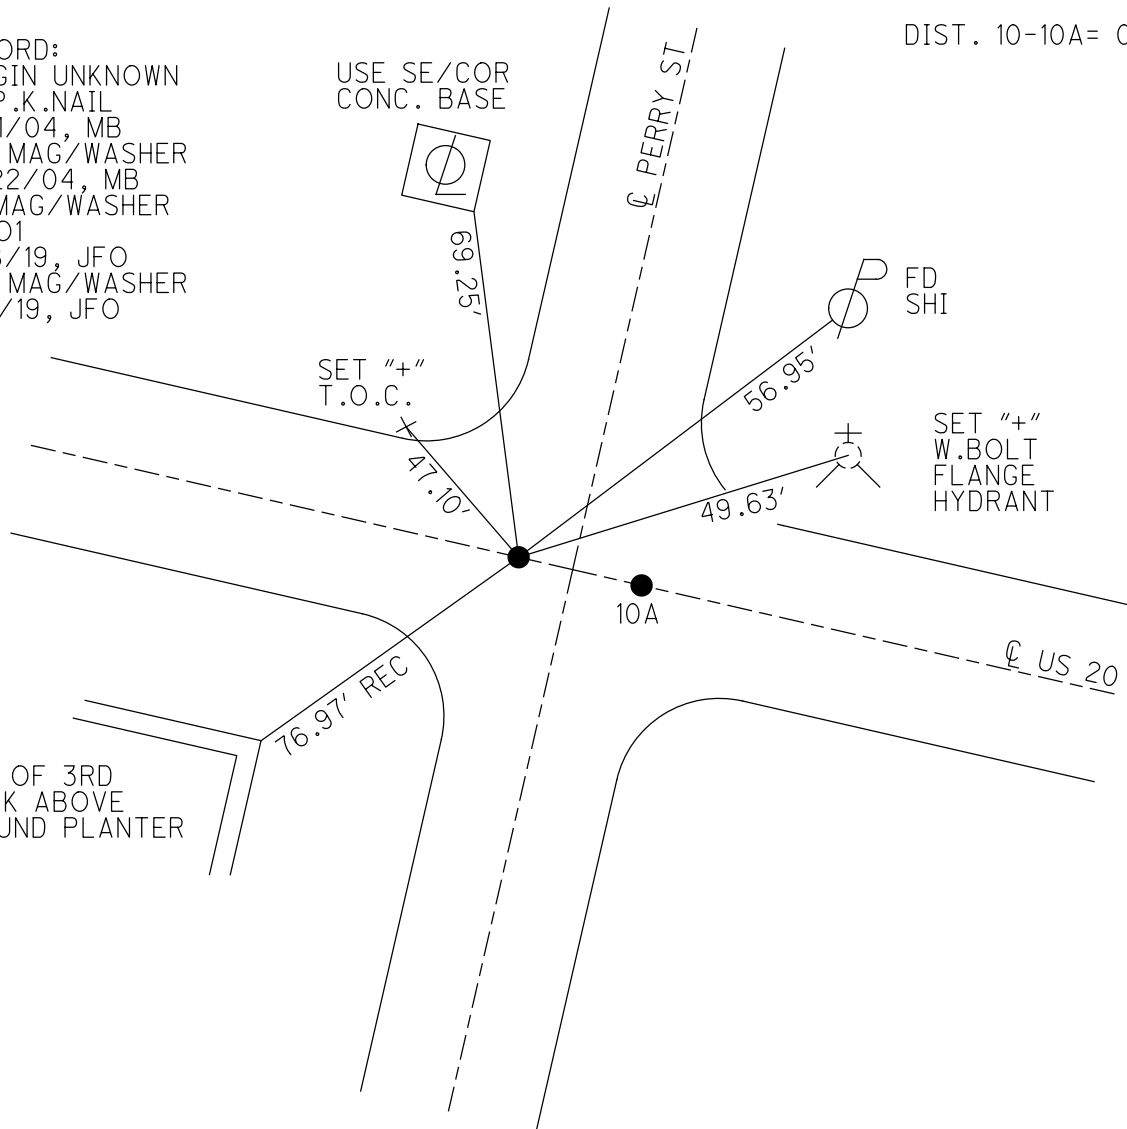 DIST. 10-10A=
ORD:
GIN UNKNOWN
P.K.NAIL
1/04, MB
MAG/WASHER
22/04, MB
MAG/WASHER
01
/19, JFO
MAG/WASHER
/19, JFO
USE SE/COR
CONC. BASE
℄ PERRY ST
69.25'
FD
SHI
SET "+"
T.O.C.
56.95'
47.10'
49.63'
SET "+"
W.BOLT
FLANGE
HYDRANT
10A
℄ US 20
76.97' REC
OF 3RD
K ABOVE
UND PLANTER